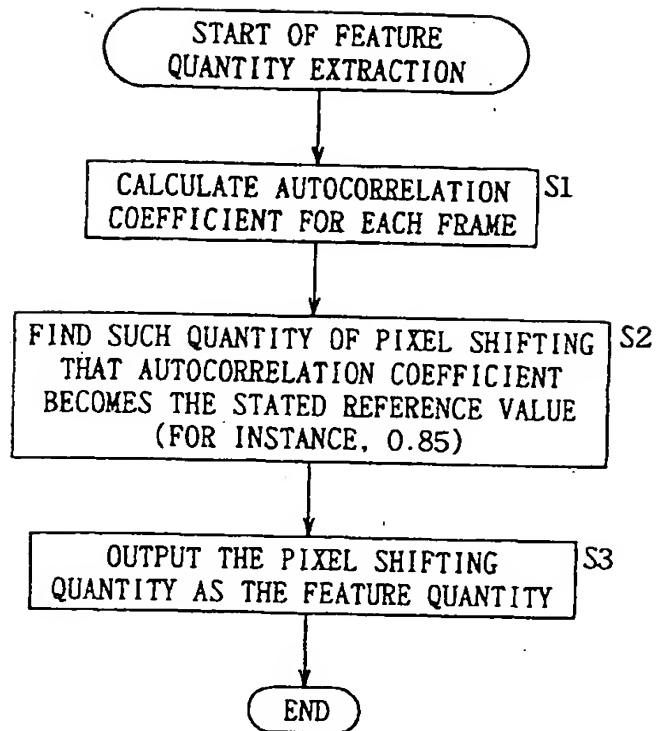 START OF FEATURE
QUANTITY EXTRACTION
CALCULATE AUTOCORRELATION
COEFFICIENT FOR EACH FRAME
S1
FIND SUCH QUANTITY OF PIXEL SHIFTING
THAT AUTOCORRELATION COEFFICIENT
BECOMES THE STATED REFERENCE VALUE
(FOR INSTANCE, 0.85)
S2
OUTPUT THE PIXEL SHIFTING
QUANTITY AS THE FEATURE QUANTITY
S3
END